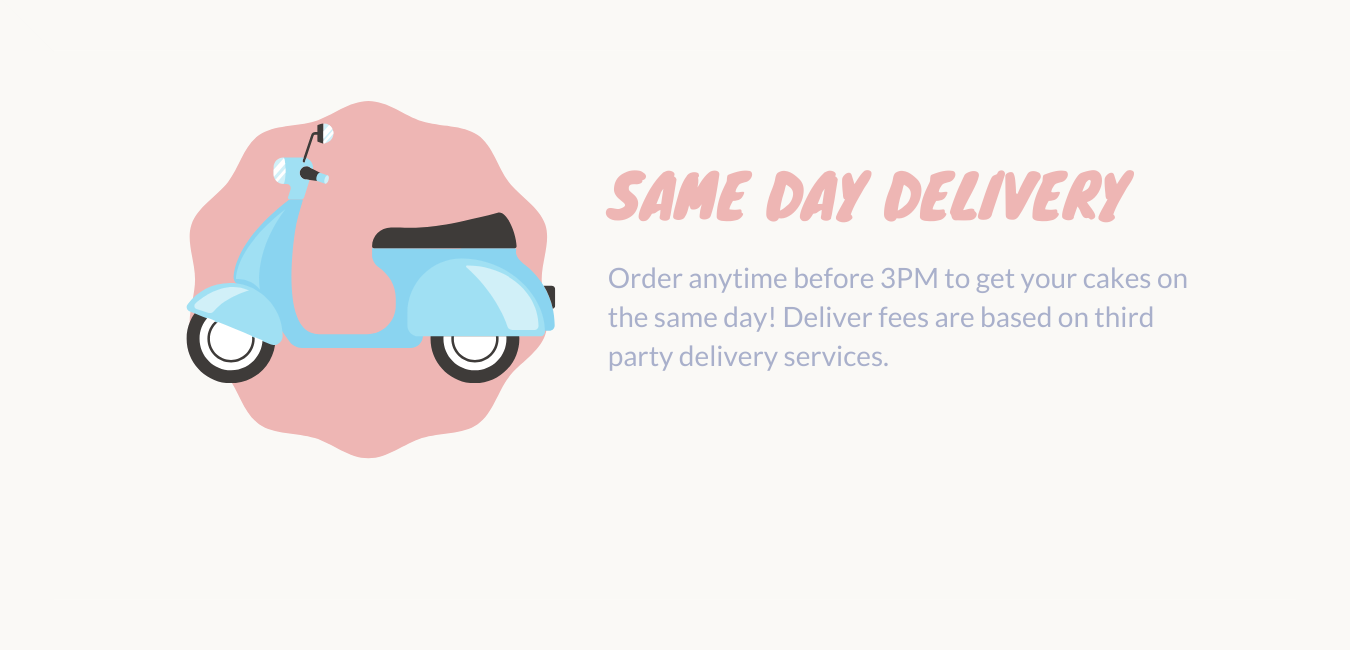 SAME DAY DELIVERY
Order anytime before 3PM to get your cakes on
the same day! Deliver fees are based on third
party delivery services.